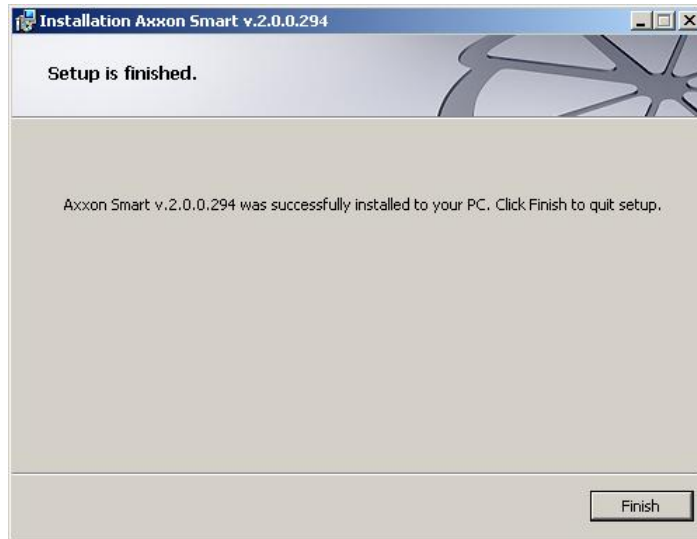 Installation Axxon Smart v.2.0.0.294
Setup is finished.
Axxon Smart v.2.0.0.294 was successfully installed to your PC. Click Finish to quit setup.
Finish